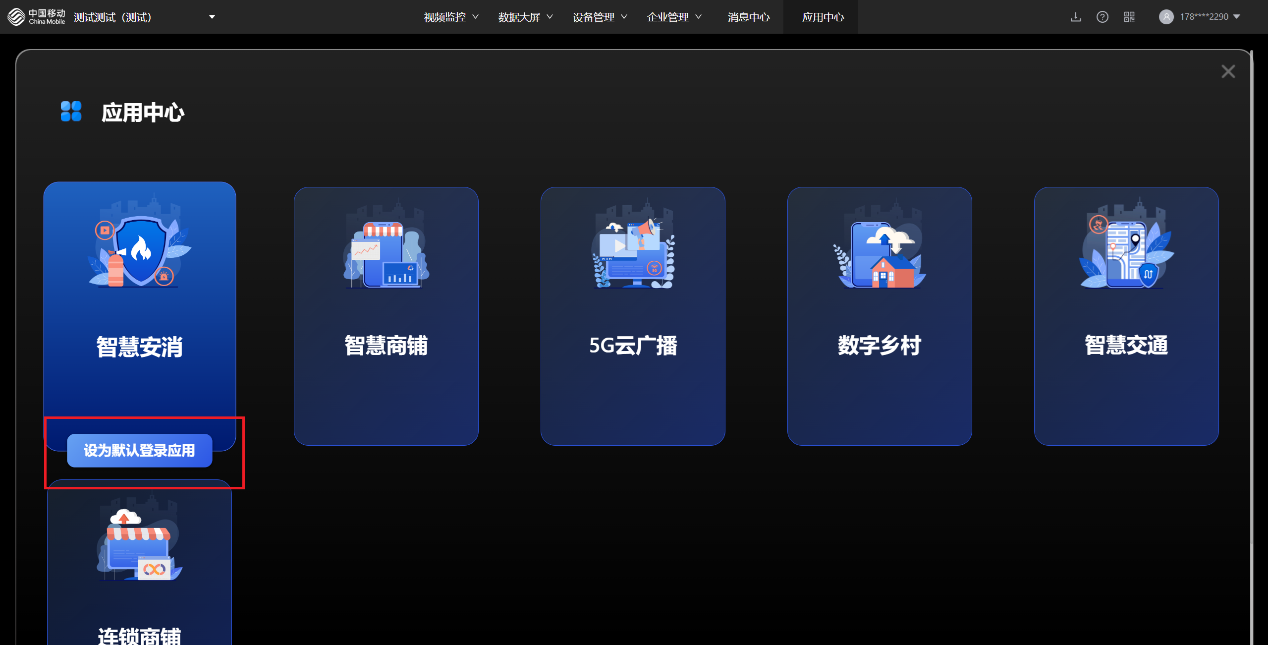 中国移动
China Mobile
测试测试（测试）
视频监控
数据大屏
设备管理
企业管理
消息中心
应用中心
178****2290
应用中心
智慧安消
智慧商铺
5G云广播
数字乡村
智慧交通
设为默认登录应用
连锁商铺